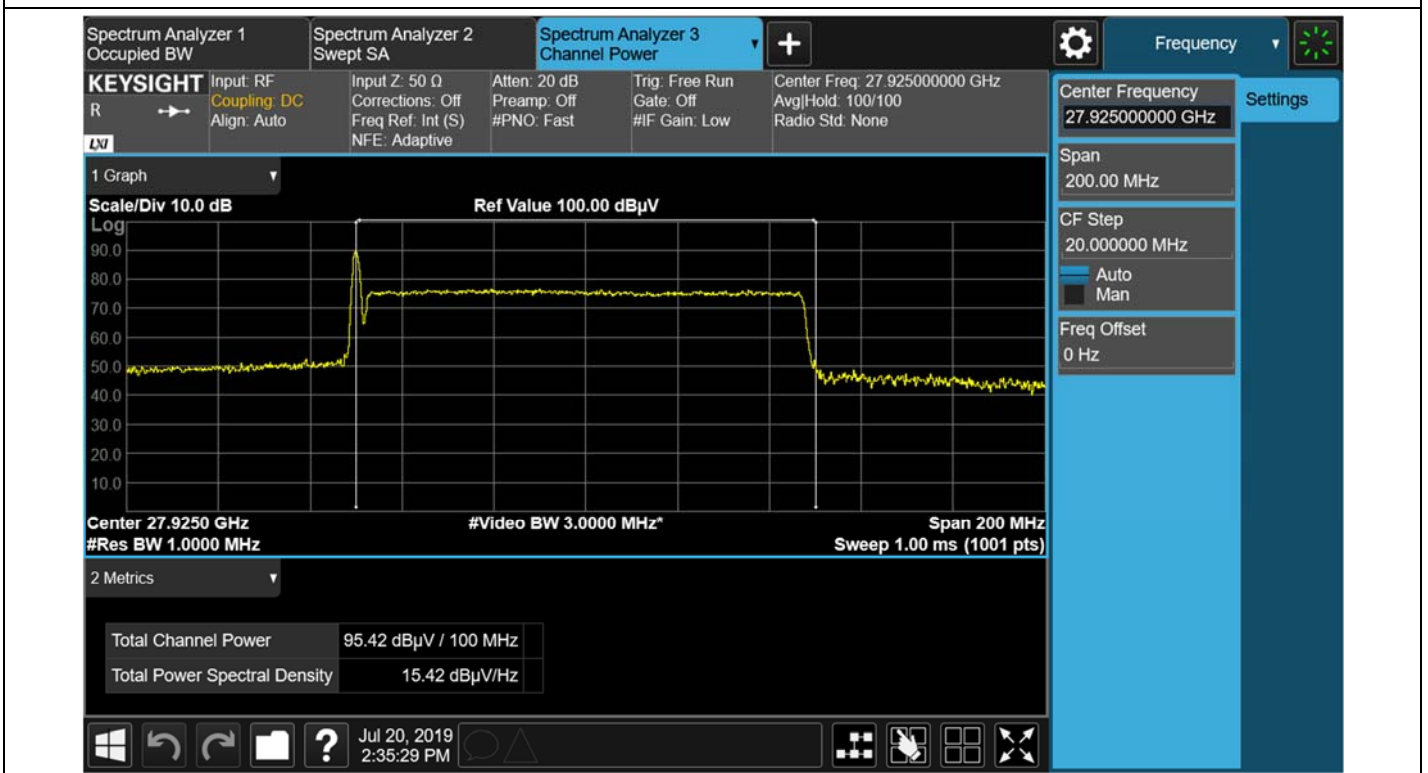 Spectrum Analyzer 1
Occupied BW
Spectrum Analyzer 2
Swept SA
Spectrum Analyzer 3
Channel Power
Frequency
KEYSIGHT
R
LXI
Input: RF
Coupling: DC
Align: Auto
Input Z: 50 Ω
Corrections: Off
Freq Ref: Int (S)
NFE: Adaptive
Atten: 20 dB
Preamp: Off
#PNO: Fast
Trig: Free Run
Gate: Off
#IF Gain: Low
Center Freq: 27.925000000 GHz
Avg|Hold: 100/100
Radio Std: None
Center Frequency
27.925000000 GHz
Settings
Span
200.00 MHz
CF Step
20.000000 MHz
Auto
Man
Freq Offset
0 Hz
1 Graph
Scale/Div 10.0 dB
Ref Value 100.00 dBµV
Log
90.0
80.0
70.0
60.0
50.0
40.0
30.0
20.0
10.0
Center 27.9250 GHz
#Video BW 3.0000 MHz*
Span 200 MHz
#Res BW 1.0000 MHz
Sweep 1.00 ms (1001 pts)
2 Metrics
Total Channel Power 95.42 dBµV / 100 MHz
Total Power Spectral Density 15.42 dBµV/Hz
?
Jul 20, 2019
2:35:29 PM